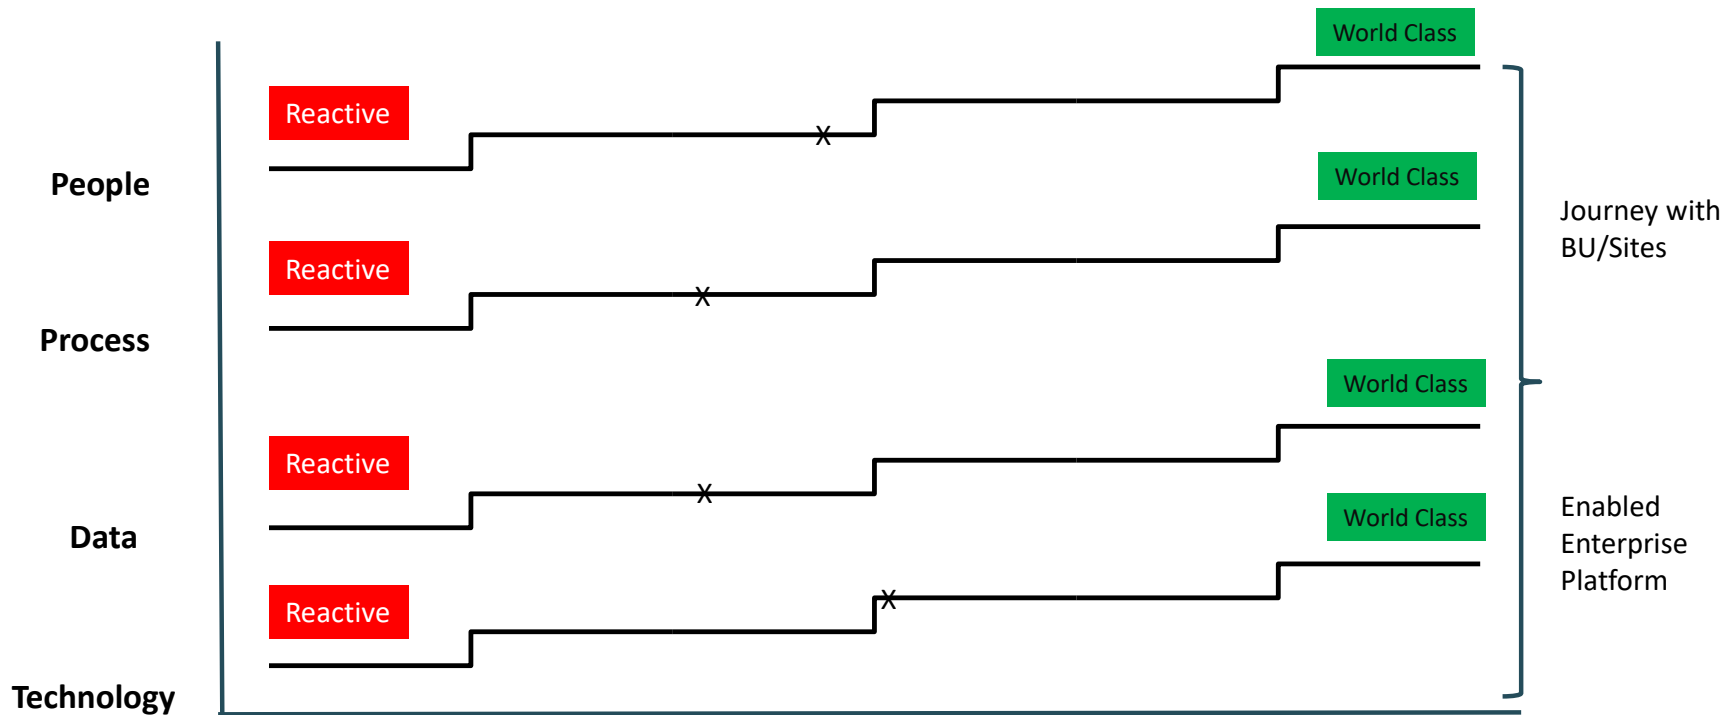 World Class
Reactive
X
People
World Class
Journey with
BU/Sites
Reactive
X
Process
World Class
Reactive
X
Data
World Class
Enabled
Enterprise
Platform
Reactive
X
Technology